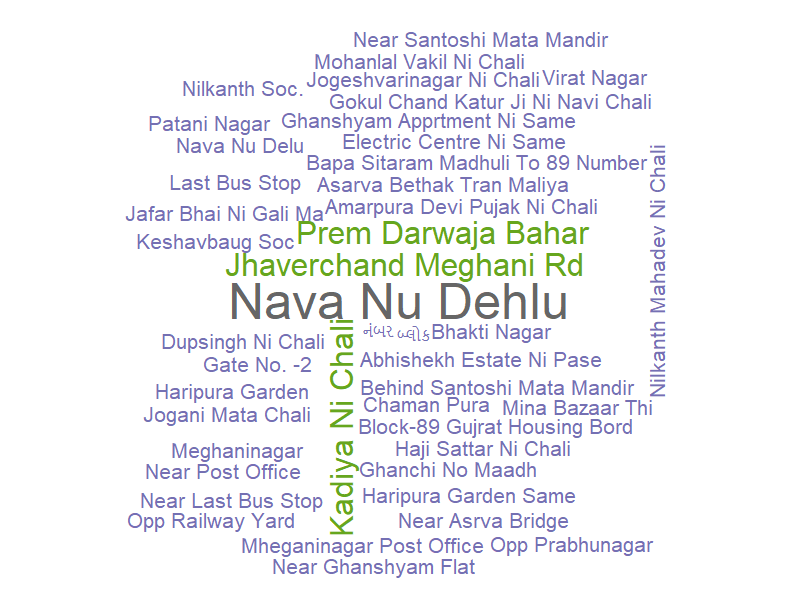 Near Santoshi Mata Mandir
Mohanlal Vakil Ni Chali
Jogeshvarinagar Ni Chali
Virat Nagar
Nilkanth Soc.
Gokul Chand Katur Ji Ni Navi Chali
Patani Nagar
Ghanshyam Apprtment Ni Same
Nava Nu Delu
Electric Centre Ni Same
Bapa Sitaram Madhuli To 89 Number
Last Bus Stop
Asarva Bethak Tran Maliya
Jafar Bhai Ni Gali Ma
Amarpura Devi Pujak Ni Chali
Keshavbaug Soc
Prem Darwaja Bahar
Jhaverchand Meghani Rd
Nava Nu Dehlu
Nilkanth Mahadev Ni Chali
Kadiya Ni Chali
નંબર બ્લોક
Bhakti Nagar
Dupsingh Ni Chali
Gate No. -2
Abhishekh Estate Ni Pase
Haripura Garden
Behind Santoshi Mata Mandir
Jogani Mata Chali
Chaman Pura
Mina Bazaar Thi
Block-89 Gujrat Housing Bord
Meghaninagar
Haji Sattar Ni Chali
Near Post Office
Ghanchi No Maadh
Near Last Bus Stop
Haripura Garden Same
Opp Railway Yard
Near Asrva Bridge
Mheganinagar Post Office
Opp Prabhunagar
Near Ghanshyam Flat